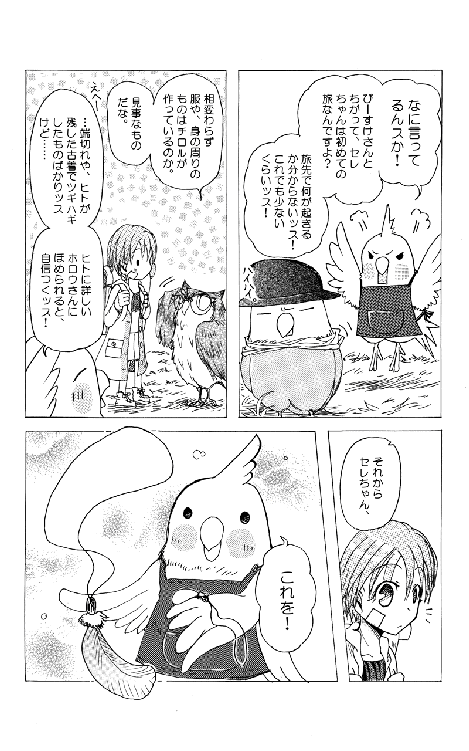 なに言って
るんスか！
ぴーすけさんと
ちがって、セレ
ちゃんは初めての
旅なんですよ？
旅先で何が起きる
か分からないッス！
これでも少ない
くらいッス！
相変わらず
服や、身の周りの
ものはチロルが
作っているのか。
見事なもの
だな。
えへー
…端切れや、ヒトが
残した古着でツギハギ
したものばかりッス
けど……
ヒトに詳しい
ホロウさんに
ほめられると、
自信つくッス！
それから
セレちゃん、
これを！